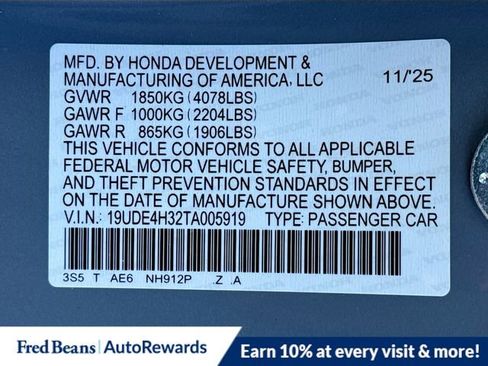 MFD. BY HONDA DEVELOPMENT &
MANUFACTURING OF AMERICA, LLC 11/'25
GVWR 1850KG (4078LBS)
GAWR F 1000KG (2204LBS)
GAWR R 865KG (1906LBS)
THIS VEHICLE CONFORMS TO ALL APPLICABLE
FEDERAL MOTOR VEHICLE SAFETY, BUMPER,
AND THEFT PREVENTION STANDARDS IN EFFECT
ON THE DATE OF MANUFACTURE SHOWN ABOVE.
V.I.N.: 19UDE4H32TA005919 TYPE: PASSENGER CAR
3S5 T AE6 NH912P .Z .A
Fred Beans | AutoRewards
Earn 10% at every visit & more!